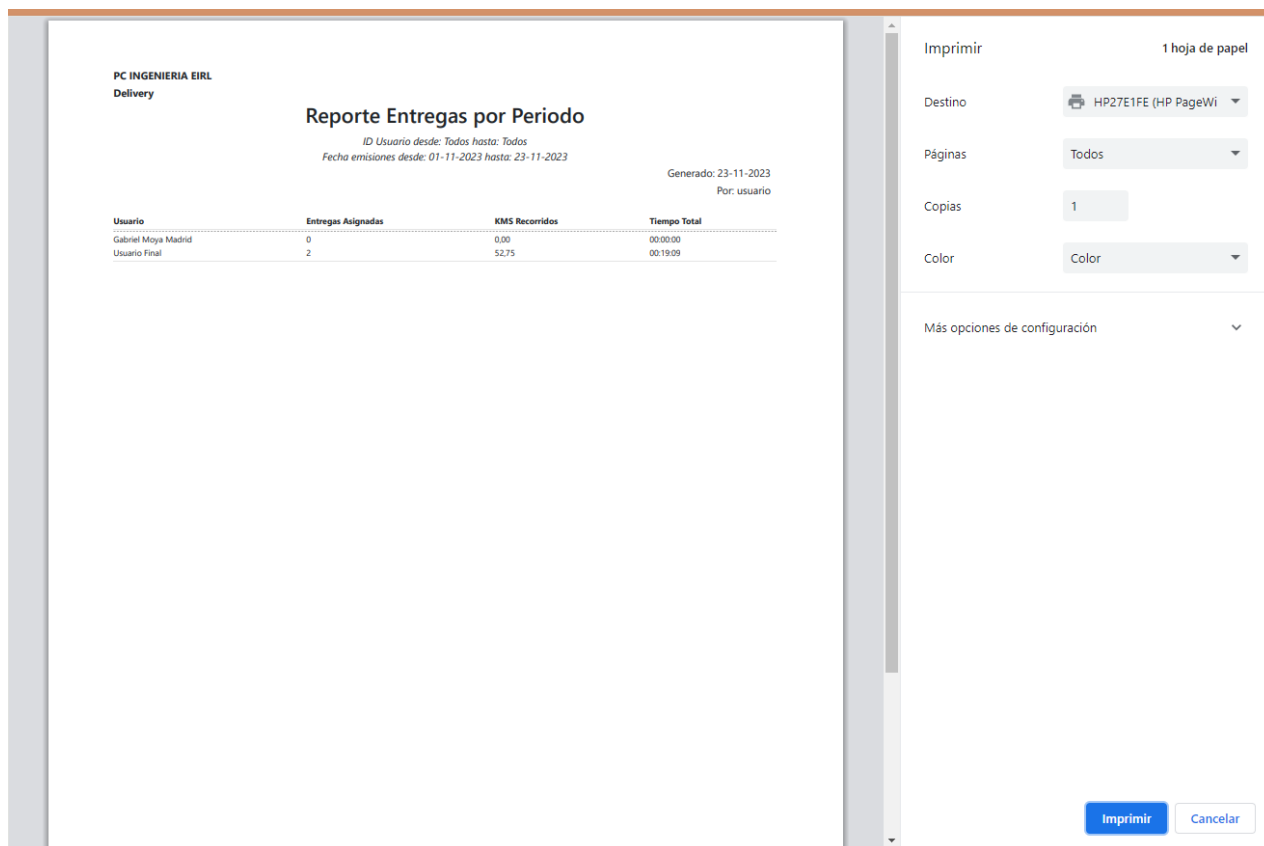 PC INGENIERIA EIRL
Delivery
Reporte Entregas por Periodo
ID Usuario desde: Todos hasta: Todos
Fecha emisiones desde: 01-11-2023 hasta: 23-11-2023
Generado: 23-11-2023
Por: usuario
Usuario Entregas Asignadas KMS Recorridos Tiempo Total
Gabriel Moya Madrid 0 0,00 00:00:00
Usuario Final 2 52,75 00:19:09
Imprimir 1 hoja de papel
Destino HP27E1FE (HP PageWi
Páginas Todos
Copias 1
Color Color
Más opciones de configuración
Imprimir Cancelar